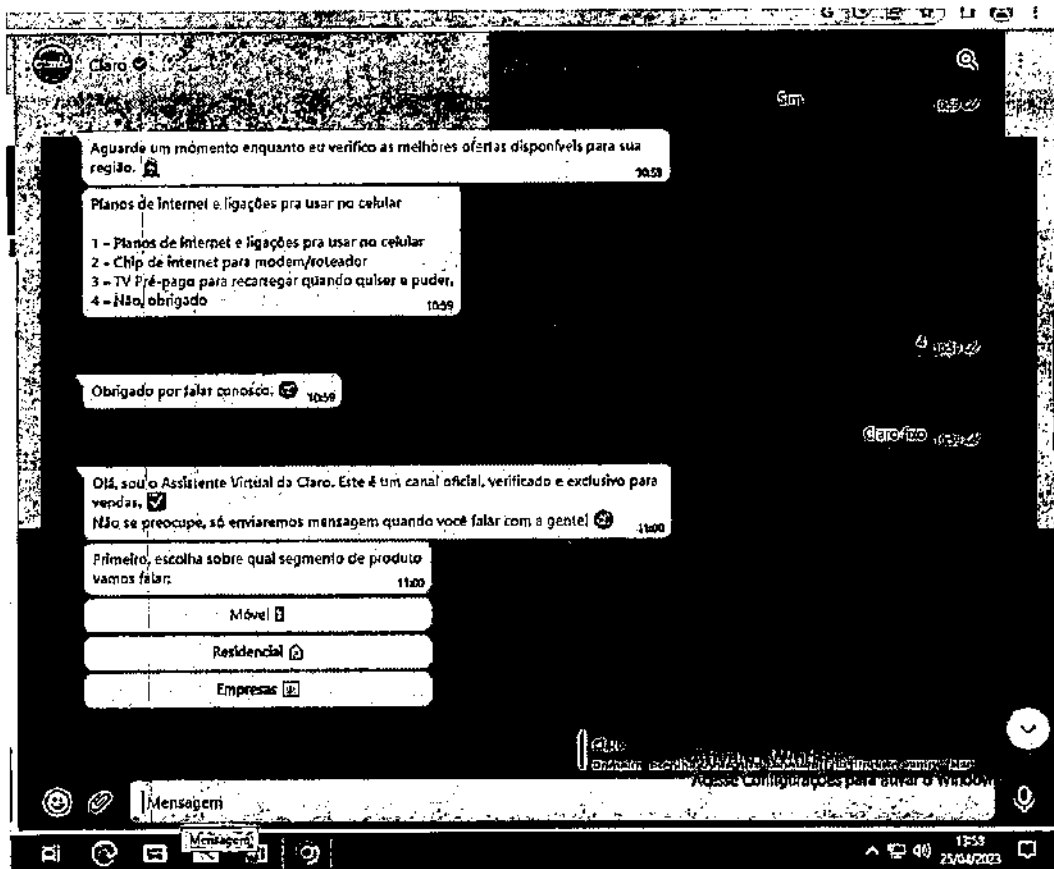 Claro
Sim
Aguarde um momento enquanto eu verifico as melhores ofertas disponíveis para sua
região.
10:53
Planos de internet e ligações pra usar no celular
1 - Planos de internet e ligações pra usar no celular
2 - Chip de internet para modem/roteador
3 - TV Pré-pago para recarregar quando quiser e puder.
4 - Não, obrigado
10:59
4
Obrigado por falar conosco.
10:59
Claro fixo
Olá, sou o Assistente Virtual da Claro. Este é um canal oficial, verificado e exclusivo para
vendas.
Não se preocupe, só enviaremos mensagem quando você falar com a gente!
11:00
Primeiro, escolha sobre qual segmento de produto
vamos falar:
11:00
Móvel
Residencial
Empresas
Claro
Acesse Configurações para ativar o Windows
Mensagem
Mensagem
13:53
25/04/2023